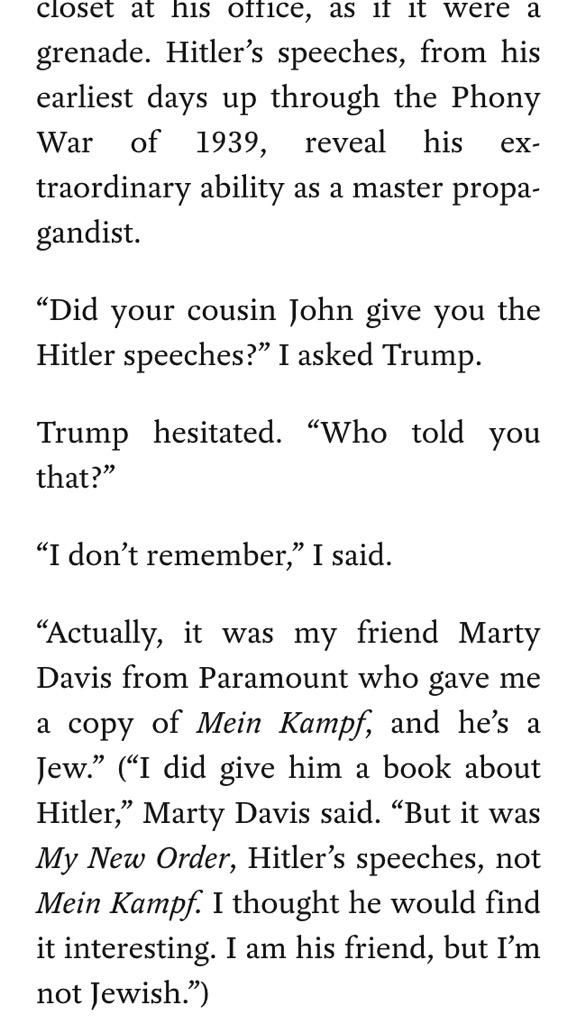 closet at his office, as if it were a
grenade. Hitler’s speeches, from his
earliest days up through the Phony
War of 1939, reveal his ex-
traordinary ability as a master propa-
gandist.
“Did your cousin John give you the
Hitler speeches?” I asked Trump.
Trump hesitated. “Who told you
that?”
“I don’t remember,” I said.
“Actually, it was my friend Marty
Davis from Paramount who gave me
a copy of Mein Kampf, and he’s a
Jew.” (“I did give him a book about
Hitler,” Marty Davis said. “But it was
My New Order, Hitler’s speeches, not
Mein Kampf. I thought he would find
it interesting. I am his friend, but I’m
not Jewish.”)